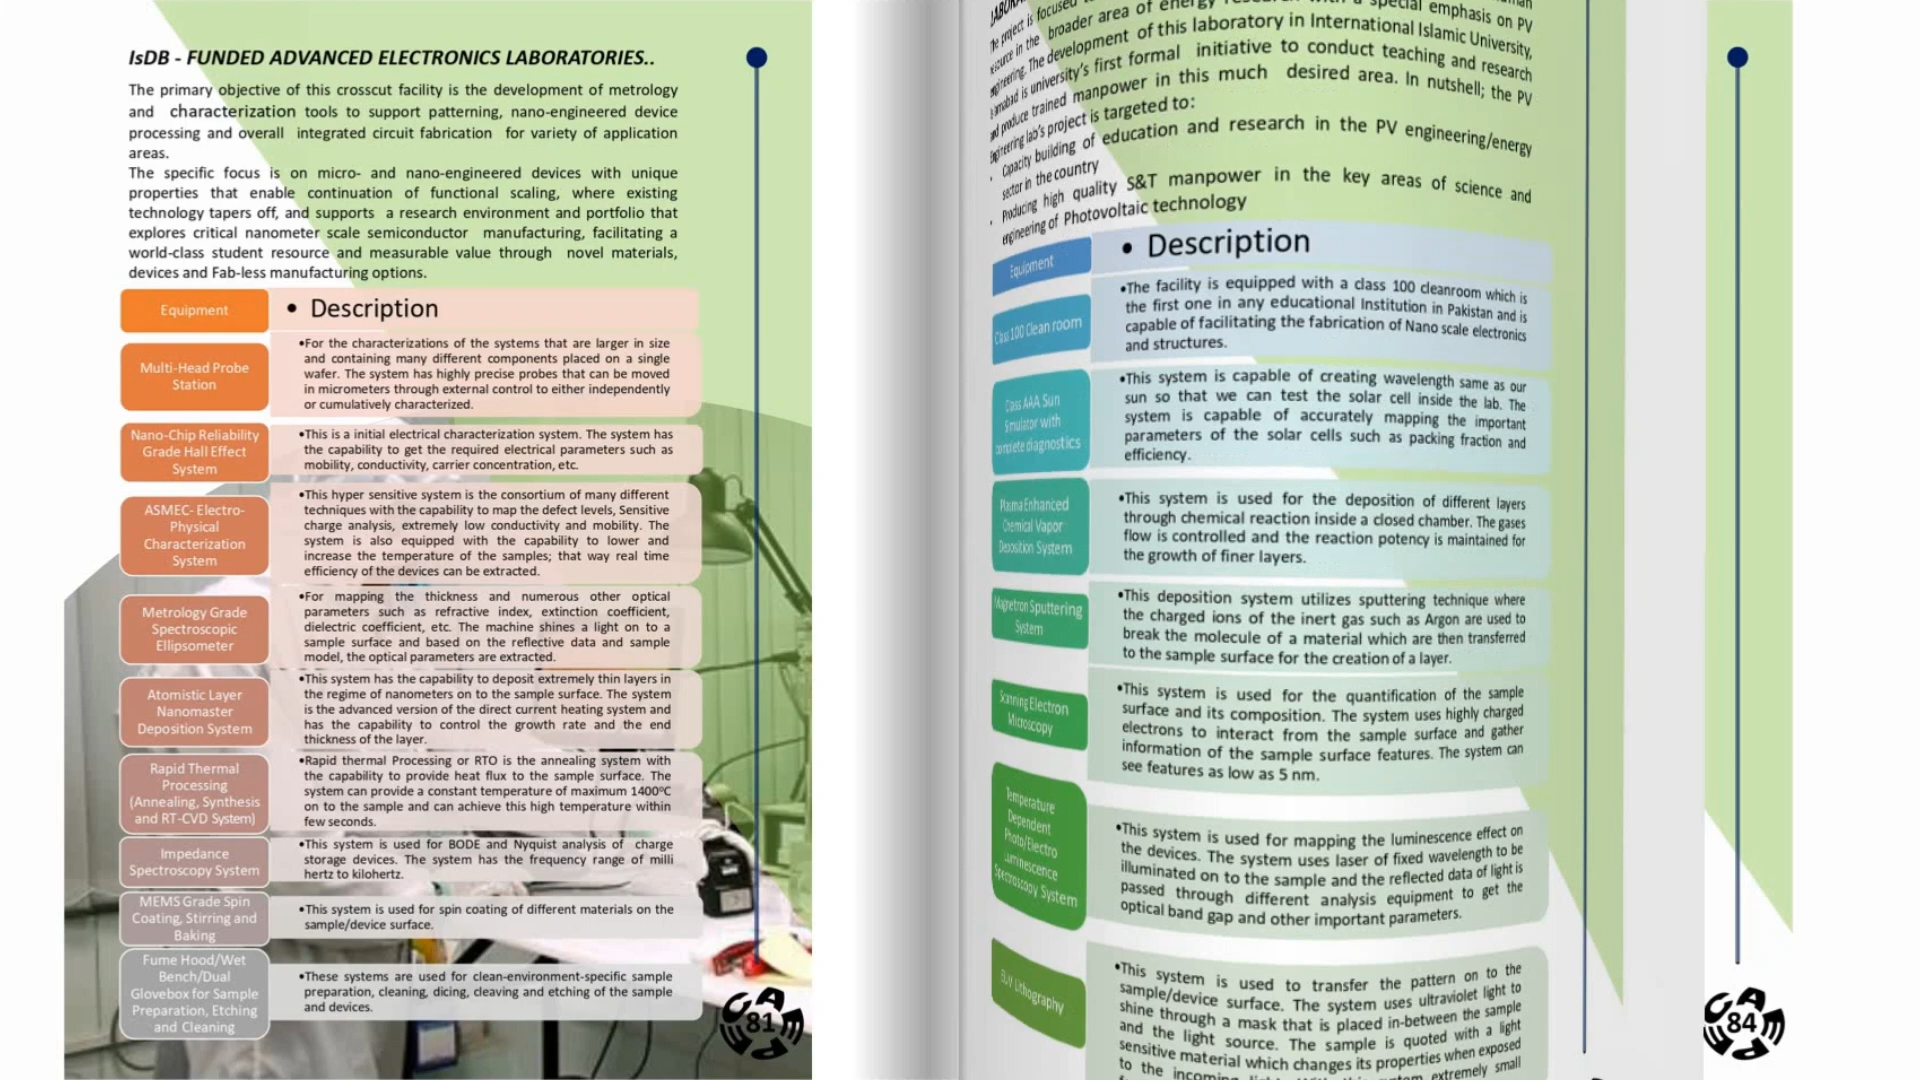 IsDB - FUNDED ADVANCED ELECTRONICS LABORATORIES..
The primary objective of this crosscut facility is the development of metrology
and characterization tools to support patterning, nano-engineered device
processing and overall integrated circuit fabrication for variety of application
areas.
The specific focus is on micro- and nano-engineered devices with unique
properties that enable continuation of functional scaling, where existing
technology tapers off, and supports a research environment and portfolio that
explores critical nanometer scale semiconductor manufacturing, facilitating a
world-class student resource and measurable value through novel materials,
devices and Fab-less manufacturing options.
Equipment
• Description
Multi-Head Probe
Station
•For the characterizations of the systems that are larger in size
and containing many different components placed on a single
wafer. The system has highly precise probes that can be moved
in micrometers through external control to either independently
or cumulatively characterized.
Nano-Chip Reliability
Grade Hall Effect
System
•This is a initial electrical characterization system. The system has
the capability to get the required electrical parameters such as
mobility, conductivity, carrier concentration, etc.
ASMEC- Electro-
Physical
Characterization
System
•This hyper sensitive system is the consortium of many different
techniques with the capability to map the defect levels, Sensitive
charge analysis, extremely low conductivity and mobility. The
system is also equipped with the capability to lower and
increase the temperature of the samples; that way real time
efficiency of the devices can be extracted.
Metrology Grade
Spectroscopic
Ellipsometer
•For mapping the thickness and numerous other optical
parameters such as refractive index, extinction coefficient,
dielectric coefficient, etc. The machine shines a light on to a
sample surface and based on the reflective data and sample
model, the optical parameters are extracted.
Atomistic Layer
Nanomaster
Deposition System
•This system has the capability to deposit extremely thin layers in
the regime of nanometers on to the sample surface. The system
is the advanced version of the direct current heating system and
has the capability to control the growth rate and the end
thickness of the layer.
Rapid Thermal
Processing
(Annealing, Synthesis
and RT-CVD System)
•Rapid thermal Processing or RTO is the annealing system with
the capability to provide heat flux to the sample surface. The
system can provide a constant temperature of maximum 1400ºC
on to the sample and can achieve this high temperature within
few seconds.
Impedance
Spectroscopy System
•This system is used for BODE and Nyquist analysis of charge
storage devices. The system has the frequency range of milli
hertz to kilohertz.
MEMS Grade Spin
Coating, Stirring and
Baking
•This system is used for spin coating of different materials on the
sample/device surface.
Fume Hood/Wet
Bench/Dual
Glovebox for Sample
Preparation, Etching
and Cleaning
•These systems are used for clean-environment-specific sample
preparation, cleaning, dicing, cleaving and etching of the sample
and devices.
81
project is focused special emphasis on PV
in the broader area of energy
engineering. The development of this laboratory in International Islamic University,
is university's first formal initiative to conduct teaching and research
and produce trained manpower in this much desired area. In nutshell; the PV
Engineering lab's project is targeted to:
• Capacity building of education and research in the PV engineering/energy
sector in the country
• Producing high quality S&T manpower in the key areas of science and
engineering of Photovoltaic technology
Equipment
• Description
Class 100 Clean room
•The facility is equipped with a class 100 cleanroom which is
the first one in any educational Institution in Pakistan and is
capable of facilitating the fabrication of Nano scale electronics
and structures.
Class AAA Sun
Simulator with
complete diagnostics
•This system is capable of creating wavelength same as our
sun so that we can test the solar cell inside the lab. The
system is capable of accurately mapping the important
parameters of the solar cells such as packing fraction and
efficiency.
Plasma Enhanced
Chemical Vapor
Deposition System
•This system is used for the deposition of different layers
through chemical reaction inside a closed chamber. The gases
flow is controlled and the reaction potency is maintained for
the growth of finer layers.
Magnetron Sputtering
System
•This deposition system utilizes sputtering technique where
the charged ions of the inert gas such as Argon are used to
break the molecule of a material which are then transferred
to the sample surface for the creation of a layer.
Scanning Electron
Microscopy
•This system is used for the quantification of the sample
surface and its composition. The system uses highly charged
electrons to interact from the sample surface and gather
information of the sample surface features. The system can
see features as low as 5 nm.
Temperature
Dependent
Photo/Electro
Luminescence
Spectroscopy System
•This system is used for mapping the luminescence effect on
the devices. The system uses laser of fixed wavelength to be
illuminated on to the sample and the reflected data of light is
passed through different analysis equipment to get the
optical band gap and other important parameters.
EUV Lithography
•This system is used to transfer the pattern on to the
sample/device surface. The system uses ultraviolet light to
shine through a mask that is placed in-between the sample
and the light source. The sample is quoted with a light
sensitive material which changes its properties when exposed
to the incoming extremely small
84